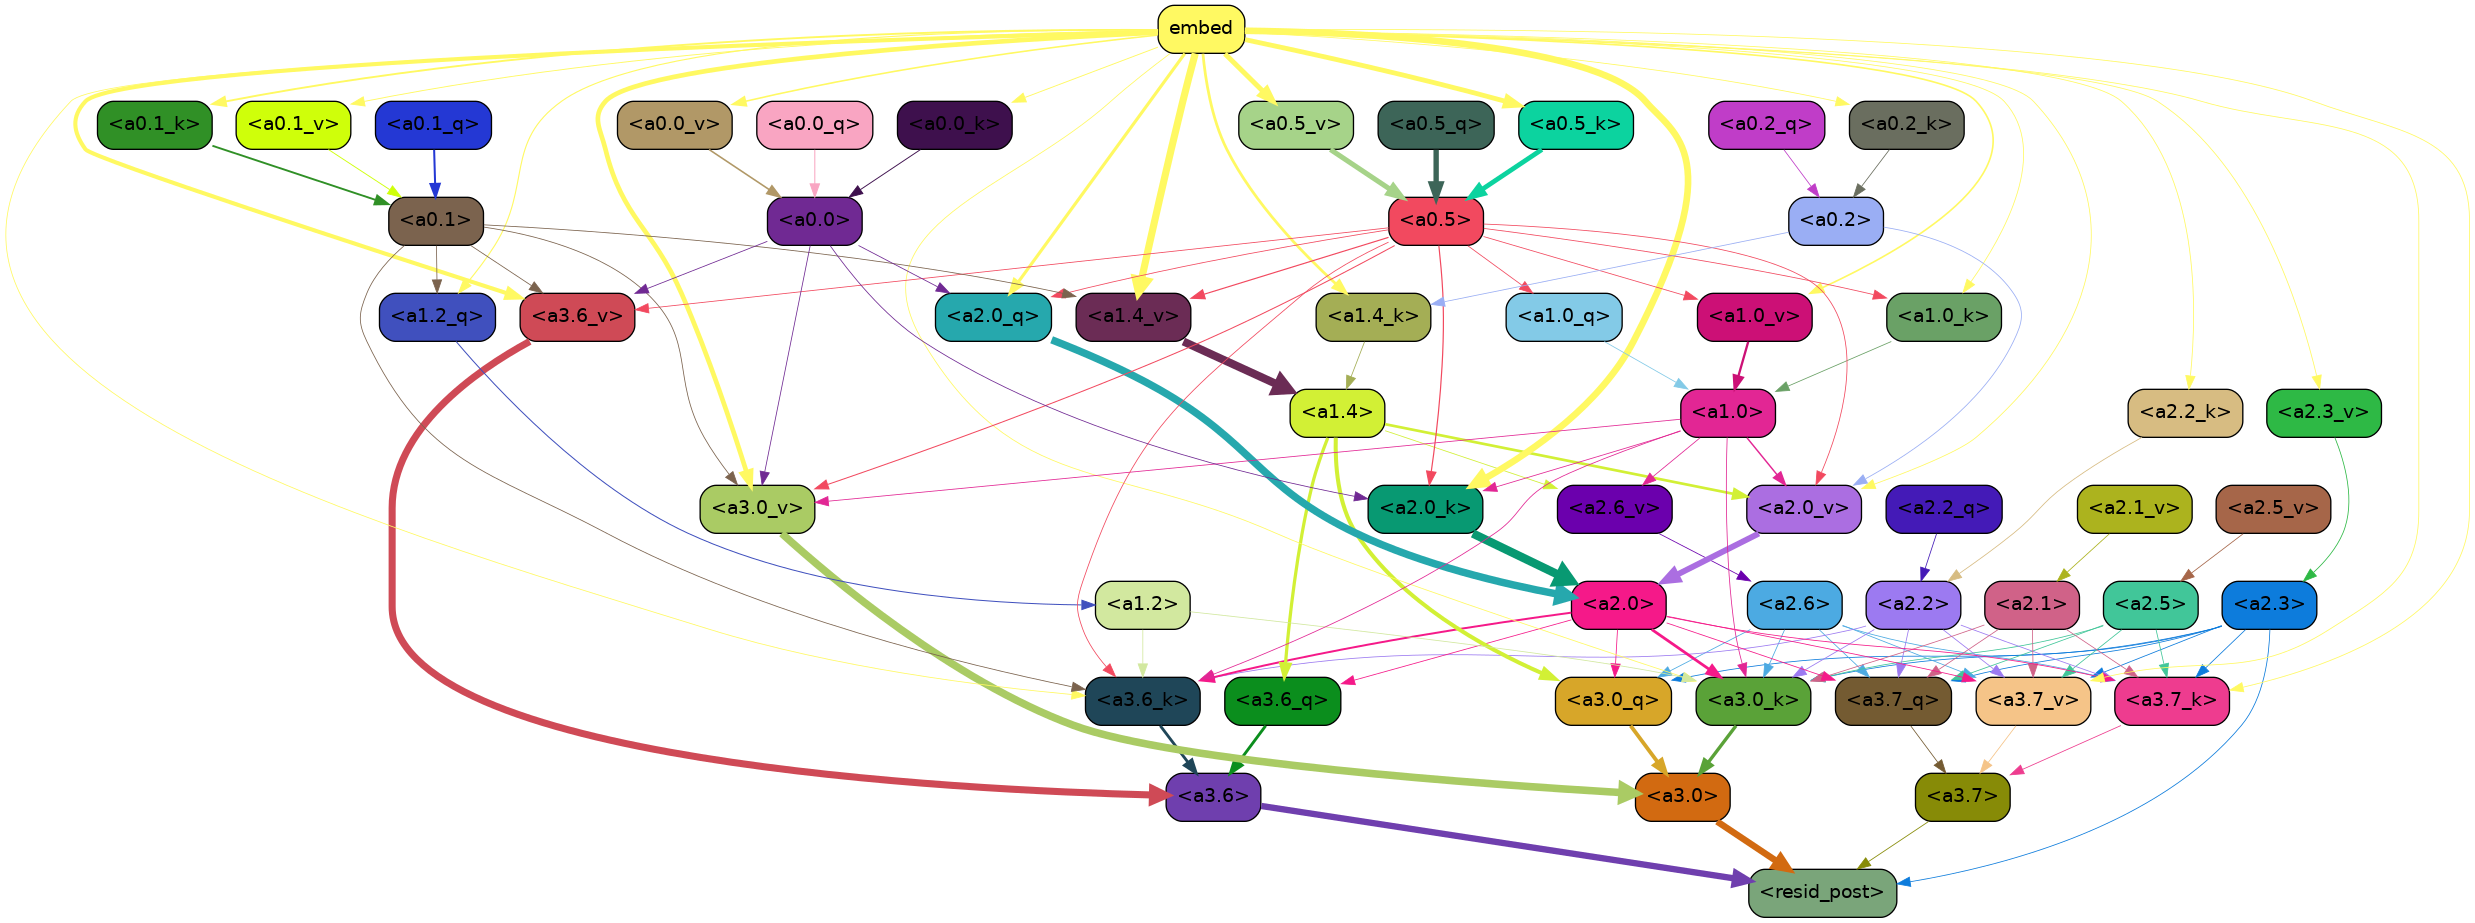 embed
<a0.1_k> <a0.1_v> <a0.1_q> <a0.0_v> <a0.0_q> <a0.0_k> <a0.5_v> <a0.5_q> <a0.5_k> <a0.2_q> <a0.2_k>
<a0.1> <a0.0> <a0.5> <a0.2>
<a1.2_q> <a3.6_v> <a2.0_q> <a1.4_v> <a1.4_k> <a1.0_q> <a1.0_v> <a1.0_k>
<a1.4> <a1.0> <a2.2_k> <a2.3_v>
<a3.0_v> <a2.0_k> <a2.6_v> <a2.0_v> <a2.2_q> <a2.1_v> <a2.5_v>
<a1.2> <a2.0> <a2.6> <a2.2> <a2.1> <a2.5> <a2.3>
<a3.6_k> <a3.6_q> <a3.0_q> <a3.0_k> <a3.7_q> <a3.7_v> <a3.7_k>
<a3.6> <a3.0> <a3.7>
<resid_post>